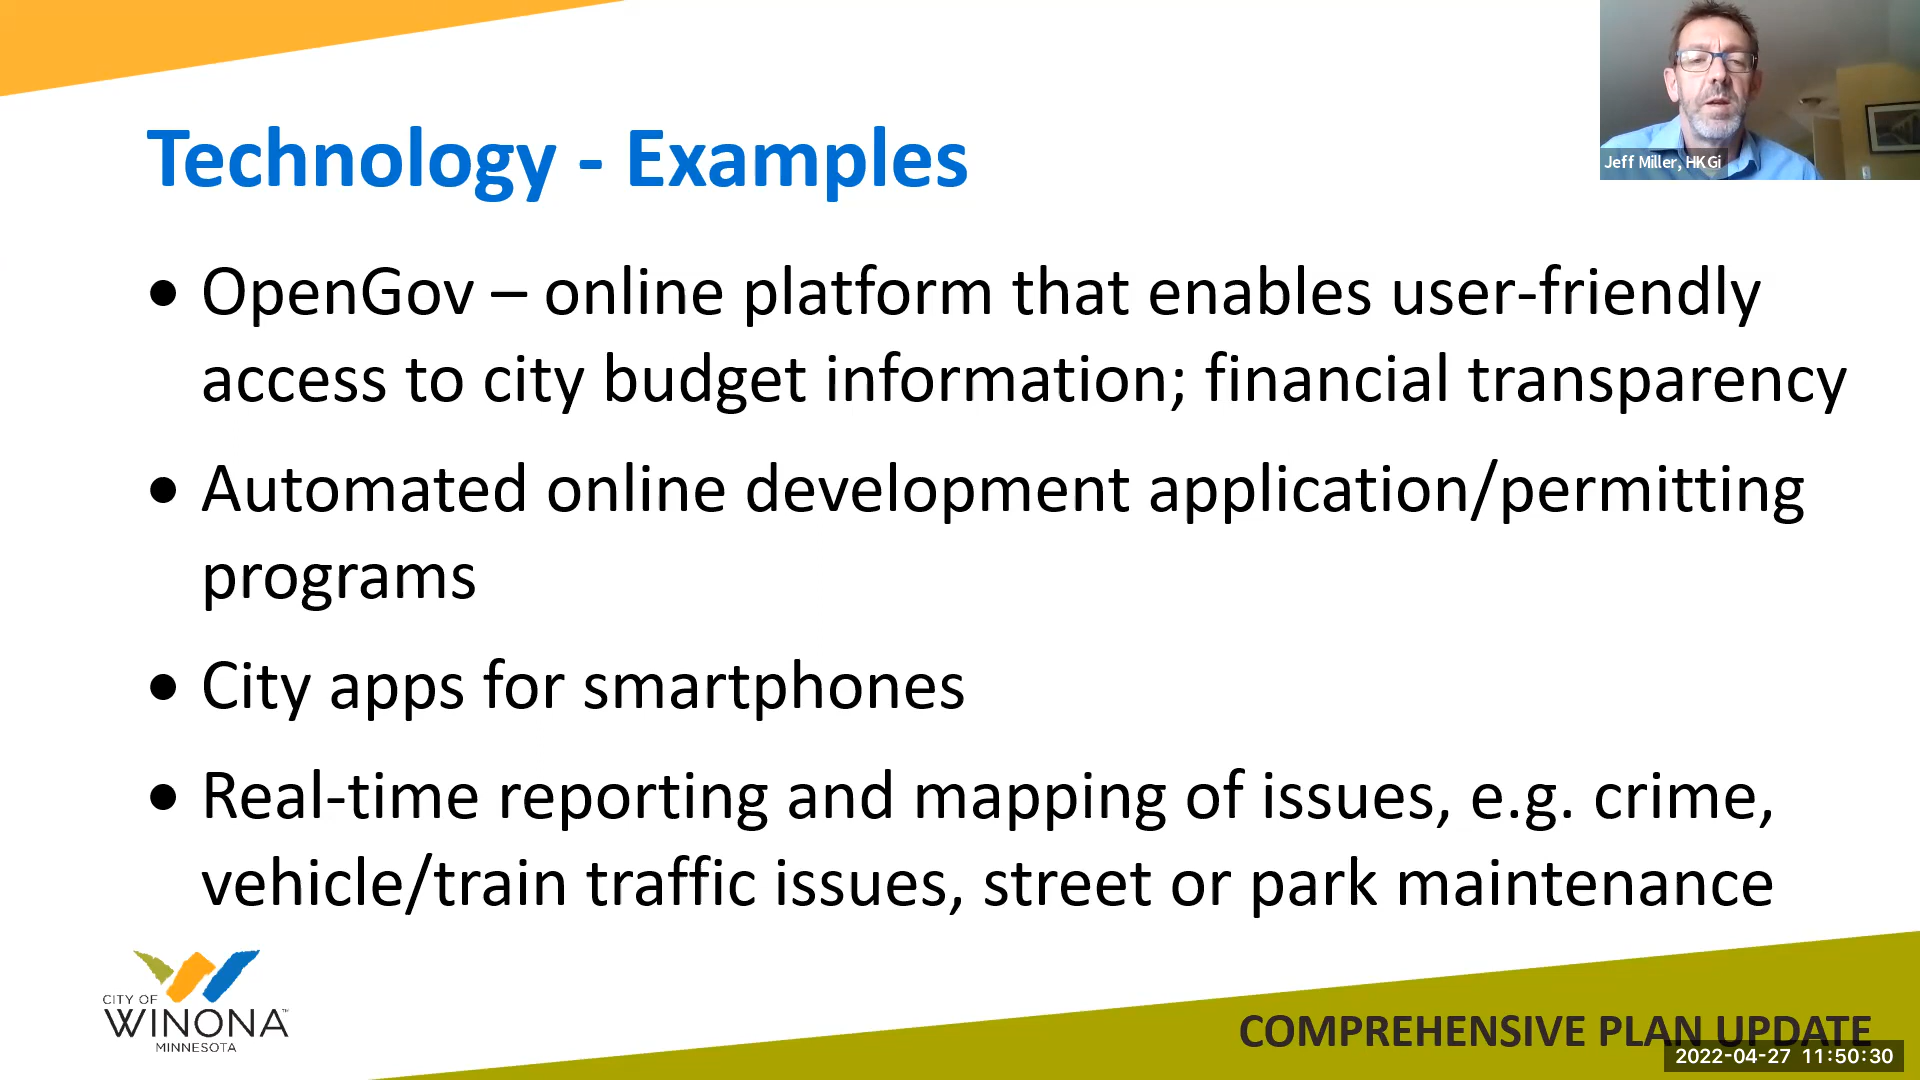 Jeff Miller, HKGi
Technology - Examples
• OpenGov – online platform that enables user-friendly
access to city budget information; financial transparency
• Automated online development application/permitting
programs
• City apps for smartphones
• Real-time reporting and mapping of issues, e.g. crime,
vehicle/train traffic issues, street or park maintenance
CITY OF
WINONA™
MINNESOTA
COMPREHENSIVE PLAN UPDATE
2022-04-27 11:50:30